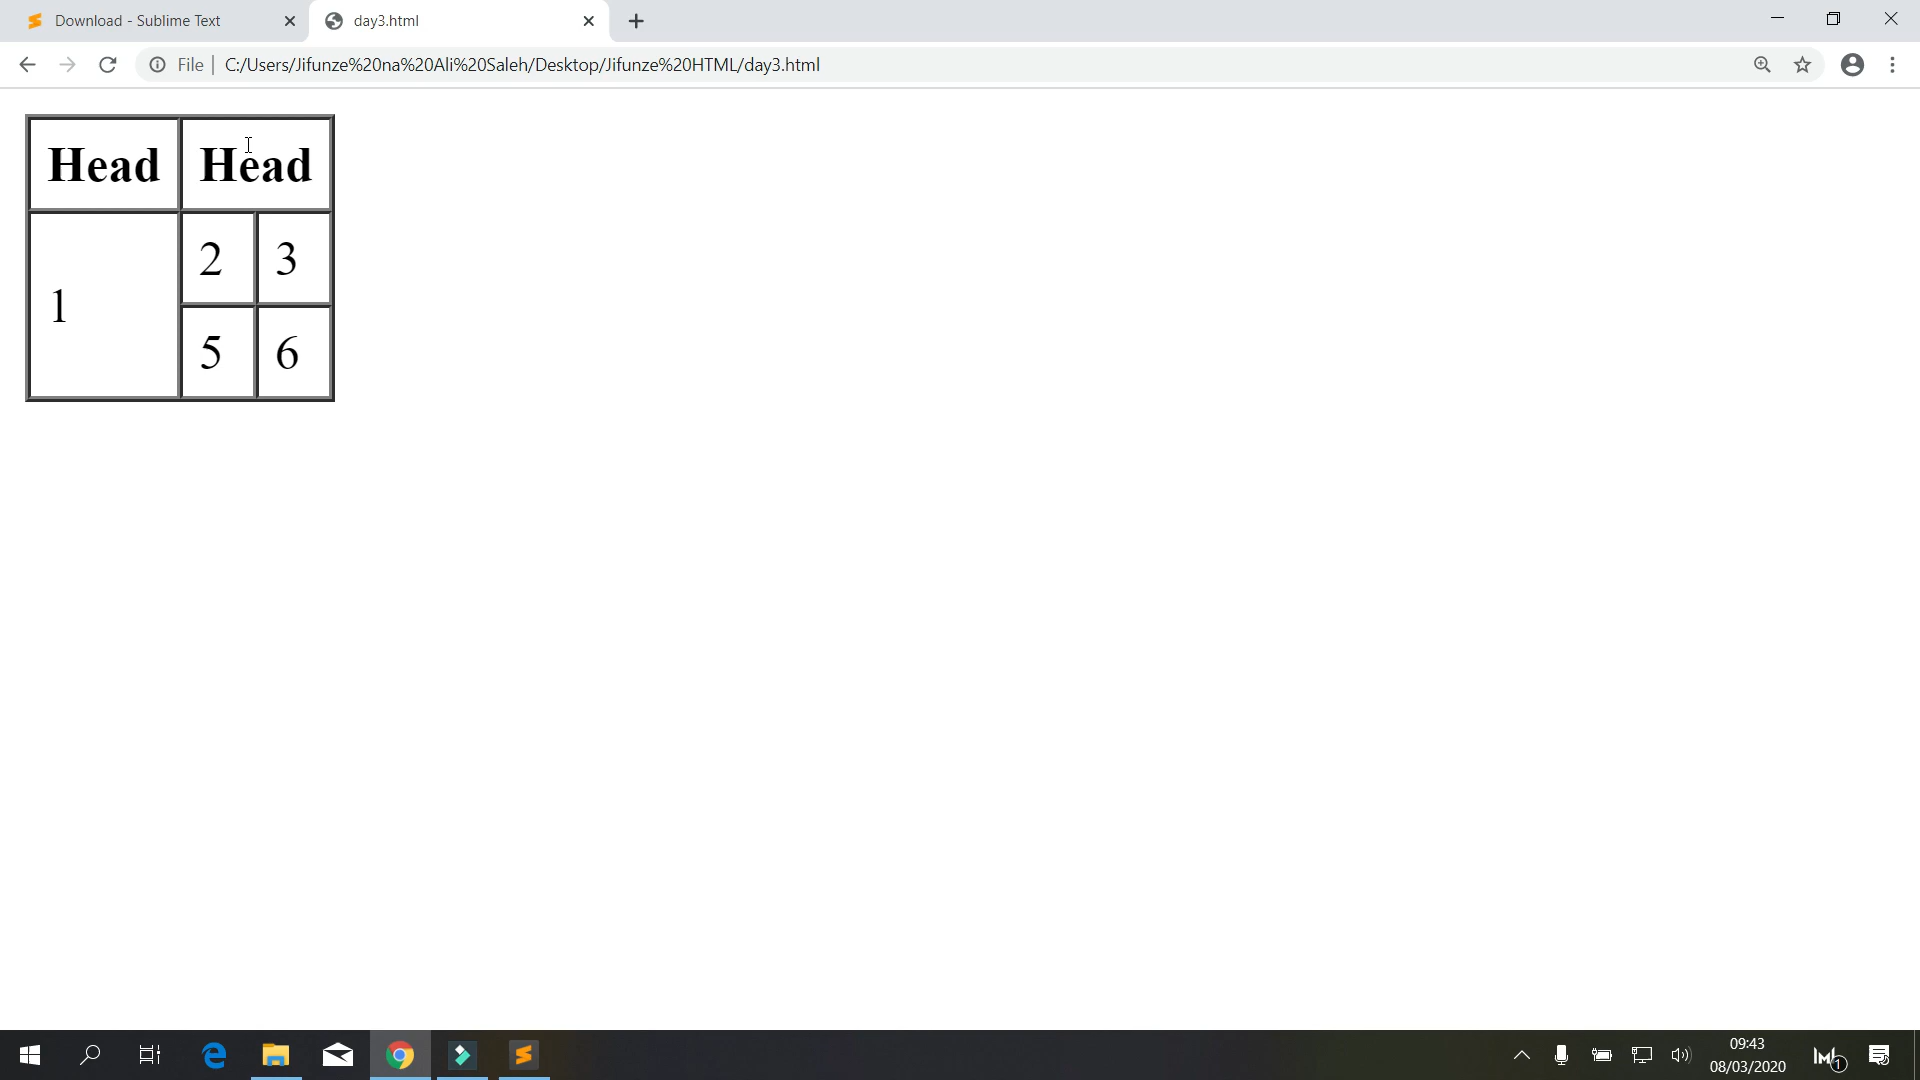 Download - Sublime Text
day3.html
File | C:/Users/Jifunze%20na%20Ali%20Saleh/Desktop/Jifunze%20HTML/day3.html
Head Head
2 3
1
5 6
09:43
08/03/2020
1